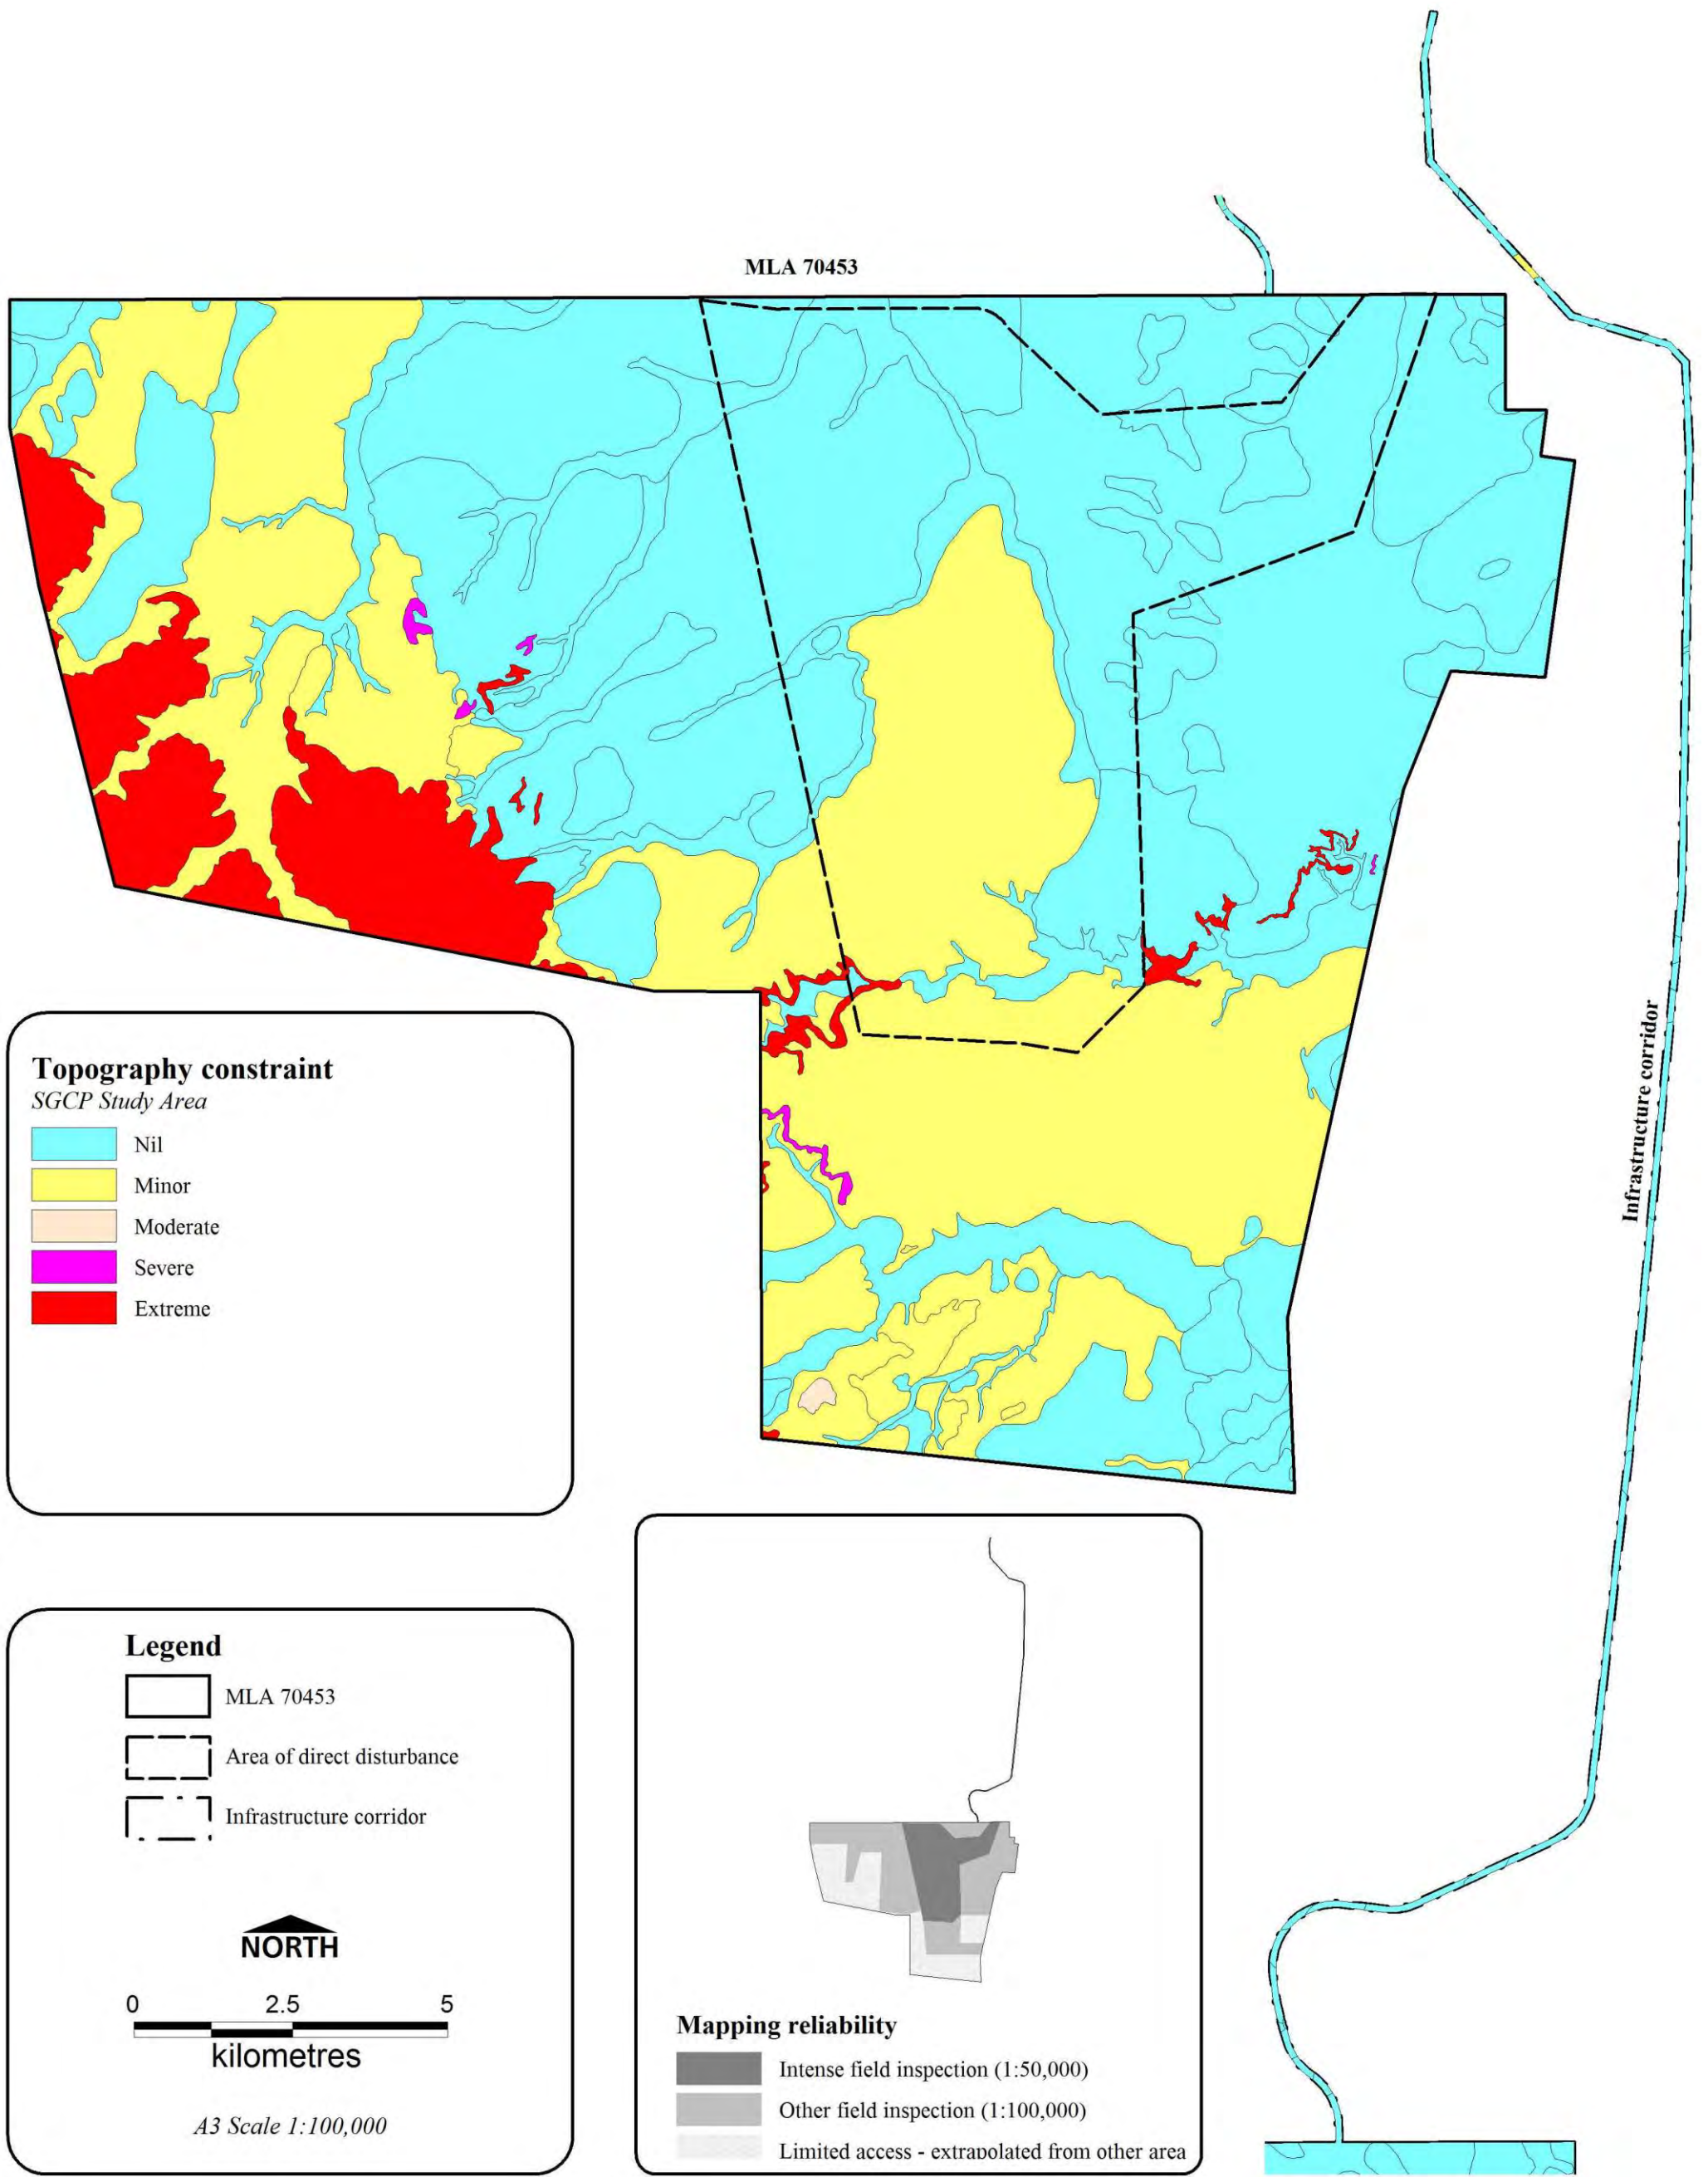 MLA 70453
Infrastructure corridor
Topography constraint
SGCP Study Area
Nil
Minor
Moderate
Severe
Extreme
Legend
MLA 70453
Area of direct disturbance
Infrastructure corridor
NORTH
0 2.5 5
kilometres
A3 Scale 1:100,000
Mapping reliability
Intense field inspection (1:50,000)
Other field inspection (1:100,000)
Limited access - extrapolated from other area